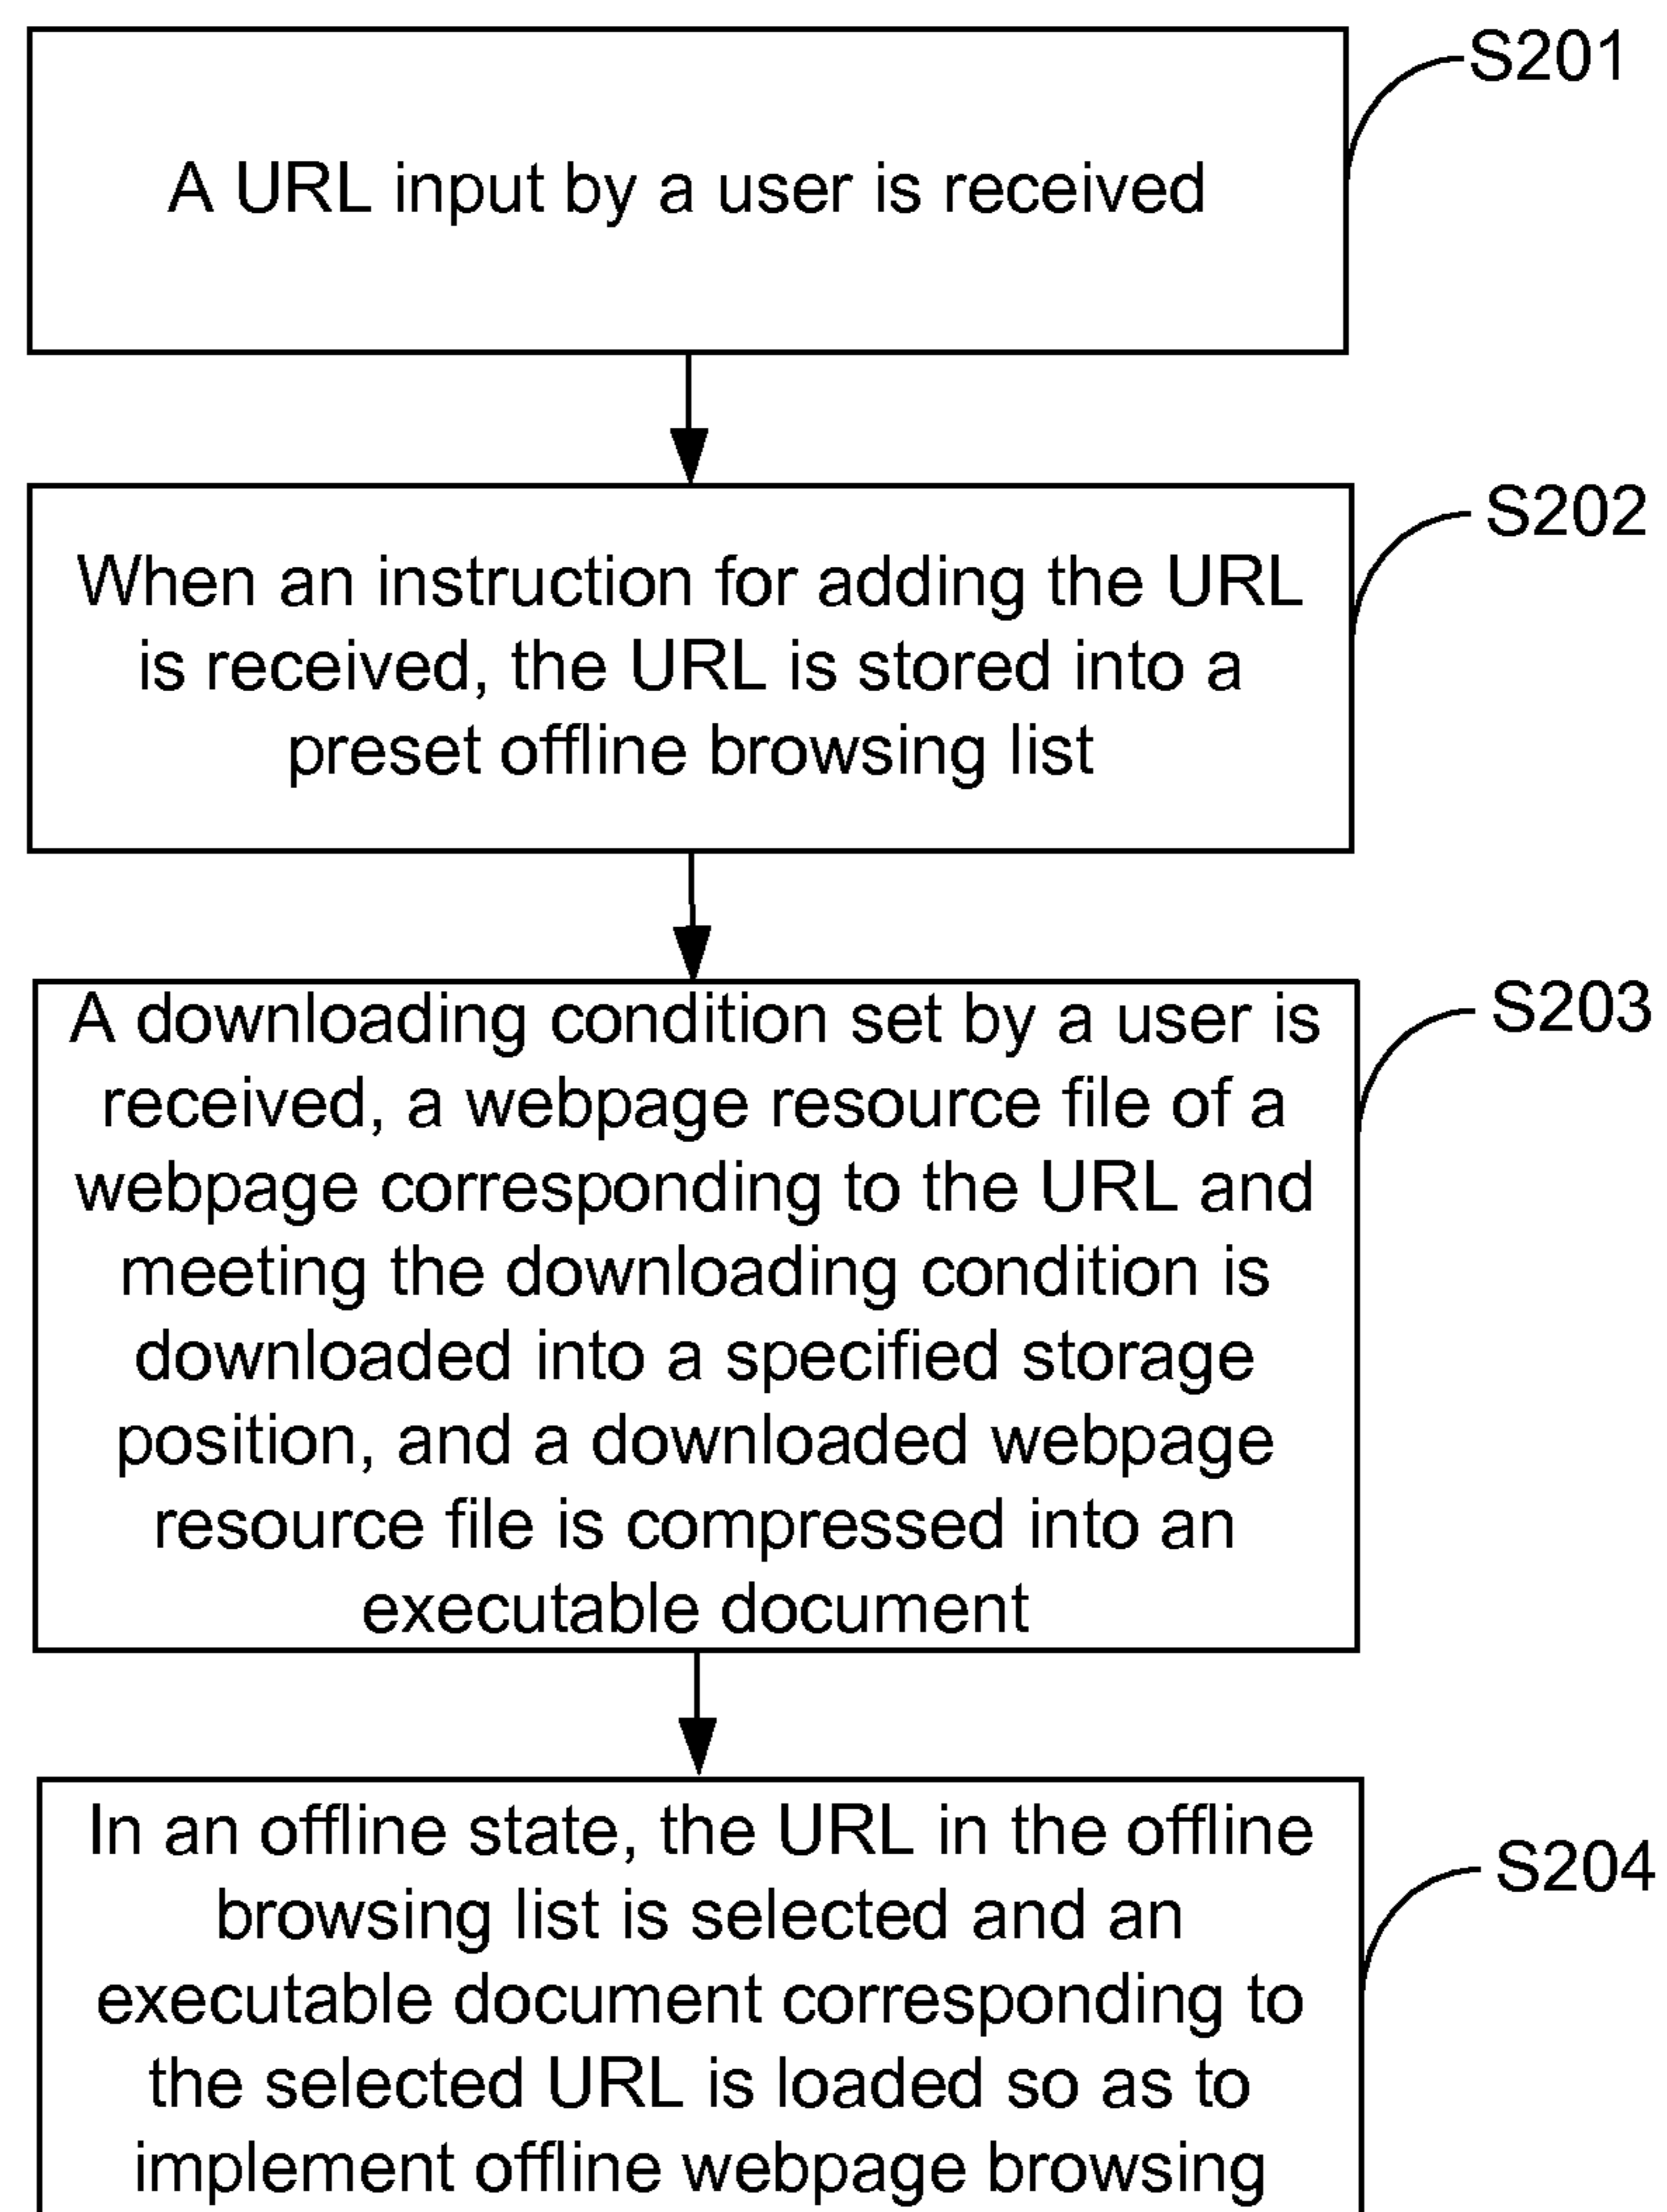 S201
A URL input by a user is received
S202
When an instruction for adding the URL
is received, the URL is stored into a
preset offline browsing list
S203
A downloading condition set by a user is
received, a webpage resource file of a
webpage corresponding to the URL and
meeting the downloading condition is
downloaded into a specified storage
position, and a downloaded webpage
resource file is compressed into an
executable document
S204
In an offline state, the URL in the offline
browsing list is selected and an
executable document corresponding to
the selected URL is loaded so as to
implement offline webpage browsing